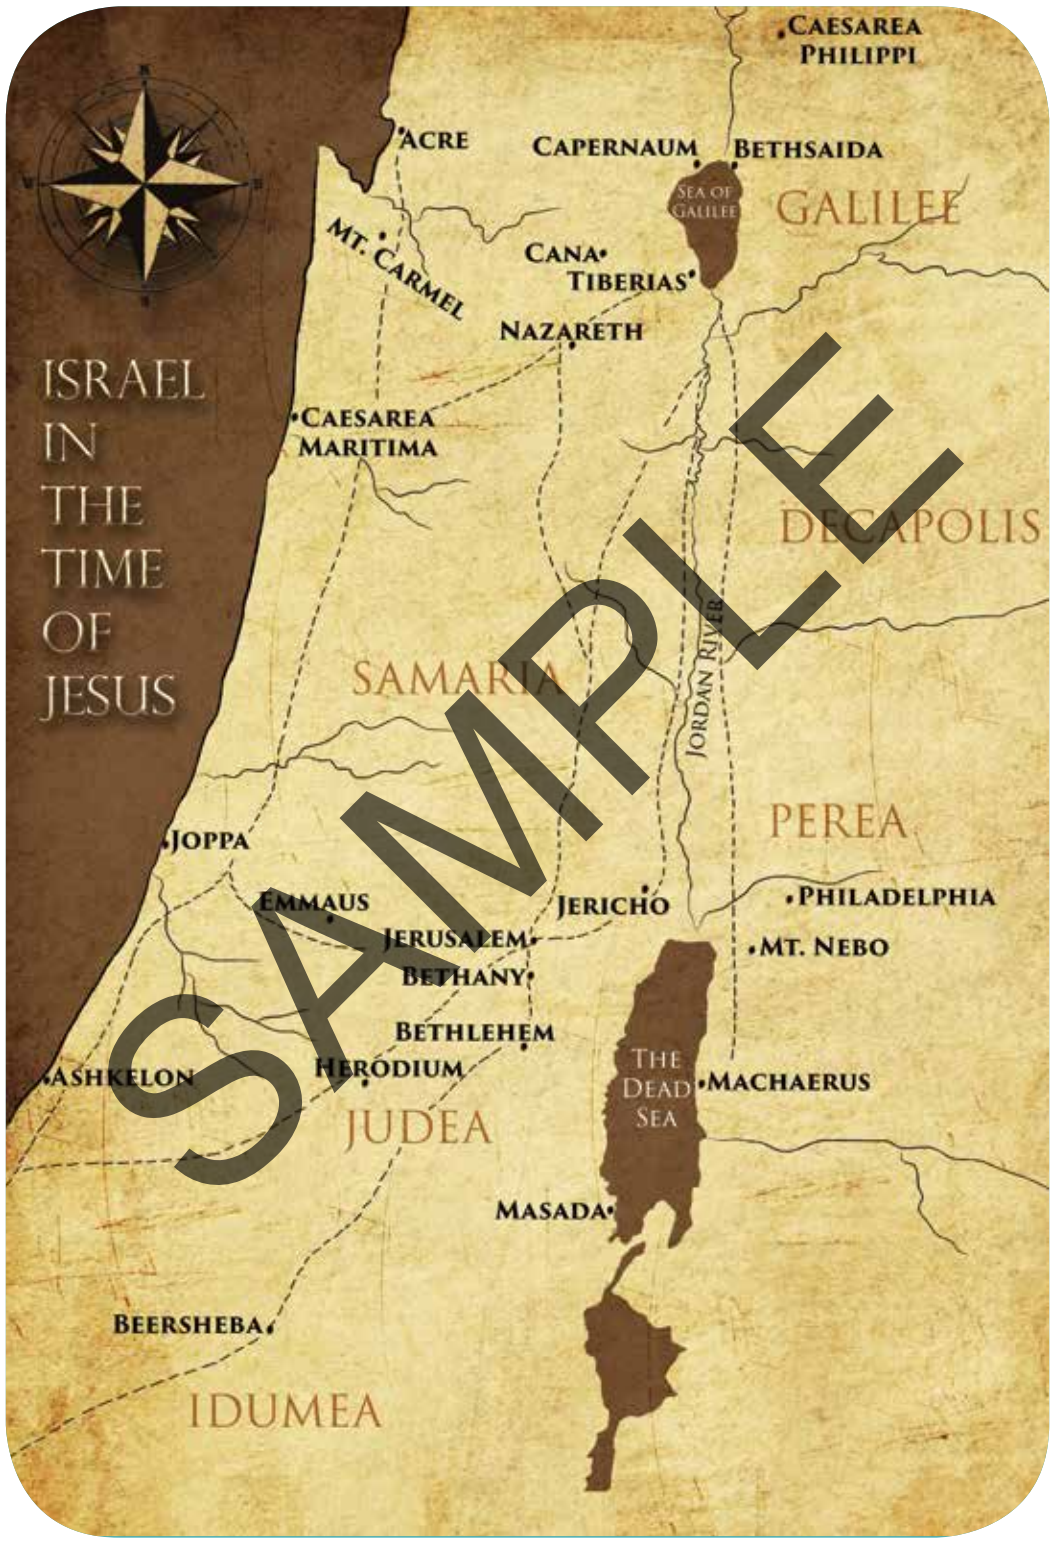 CAESAREA
PHILIPPI
ACRE
CAPERNAUM
BETHSAIDA
SEA OF
GALILEE
GALILEE
MT. CARMEL
CANA
TIBERIAS
NAZARETH
ISRAEL
IN
THE
TIME
OF
JESUS
CAESAREA
MARITIMA
DECAPOLIS
JORDAN RIVER
SAMARIA
SAMPLE
PEREA
JOPPA
EMMAUS
JERICHO
PHILADELPHIA
JERUSALEM
MT. NEBO
BETHANY
BETHLEHEM
HERODIUM
ASHKELON
THE
DEAD
SEA
MACHAERUS
JUDEA
MASADA
BEERSHEBA
IDUMEA